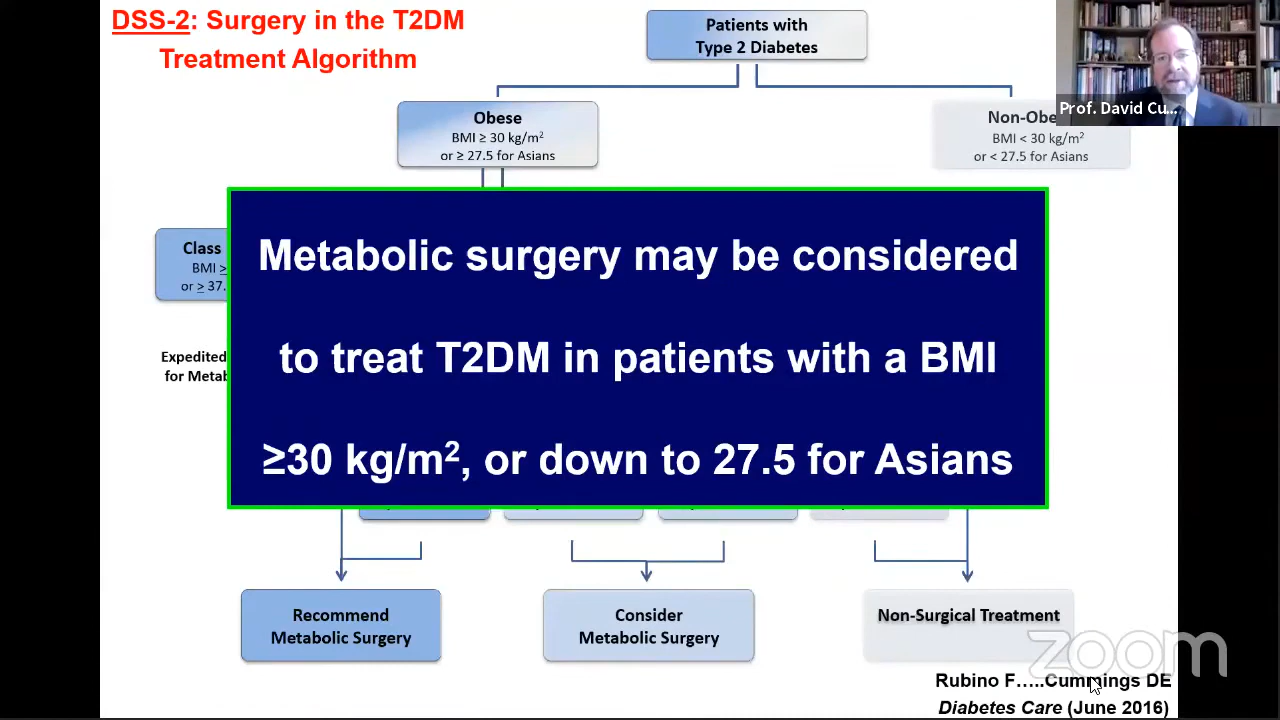 DSS-2: Surgery in the T2DM
Treatment Algorithm
Patients with
Type 2 Diabetes
Prof. David Cu...
Obese
BMI ≥ 30 kg/m²
or ≥ 27.5 for Asians
BMI < 30 kg/m²
or < 27.5 for Asians
Class
BMI ≥
or ≥ 37.
Expedited
Metabolic surgery may be considered
to treat T2DM in patients with a BMI
≥30 kg/m², or down to 27.5 for Asians
for
Recommend
Metabolic Surgery
Consider
Metabolic Surgery
Non-Surgical Treatment
zoom
Rubino F…..Cummings DE
Diabetes Care (June 2016)